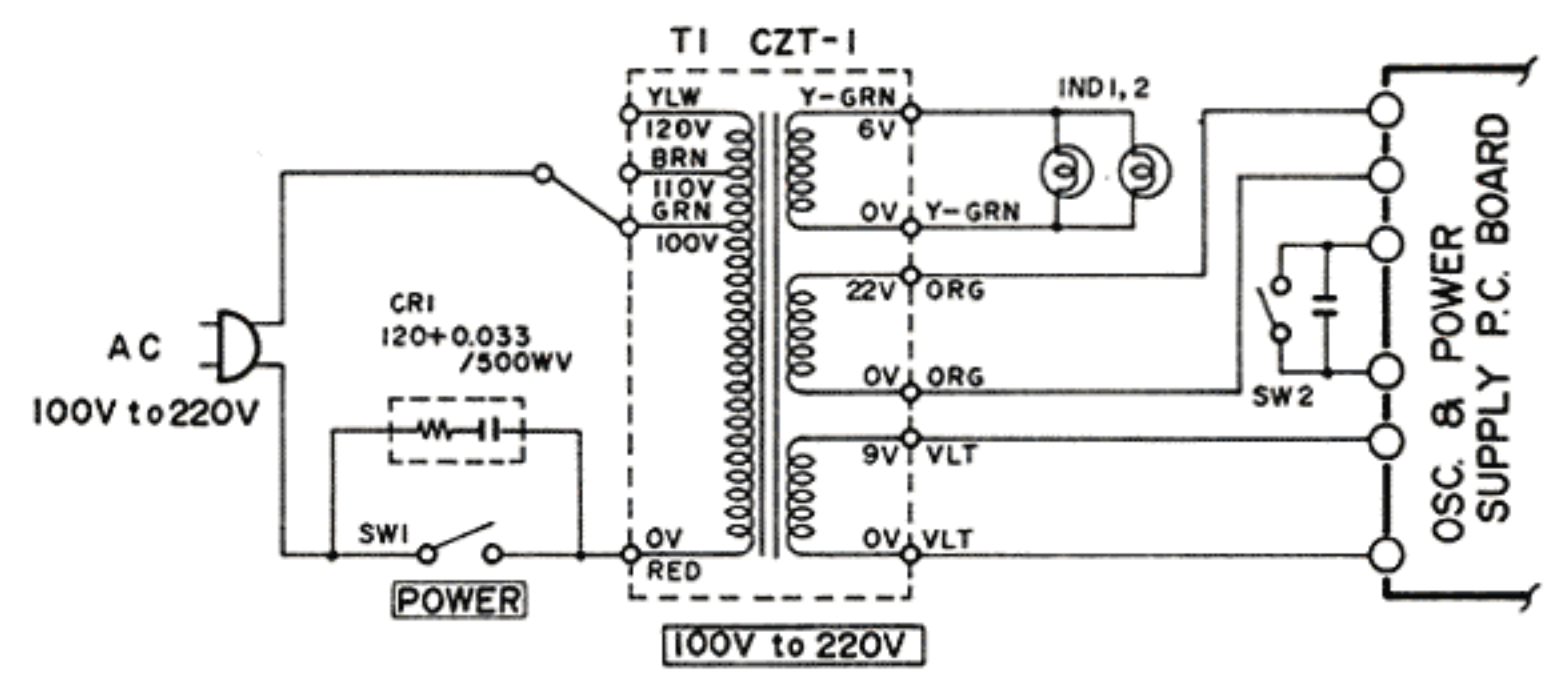 T1 CZT-1
YLW
120V
BRN
110V
GRN
100V
0V
RED
Y-GRN
6V
0V Y-GRN
22V ORG
0V ORG
9V VLT
0V VLT
IND1, 2
AC
100V to 220V
CR1
120+0.033
/500WV
SW1
POWER
100V to 220V
SW2
OSC. & POWER
SUPPLY P.C. BOARD